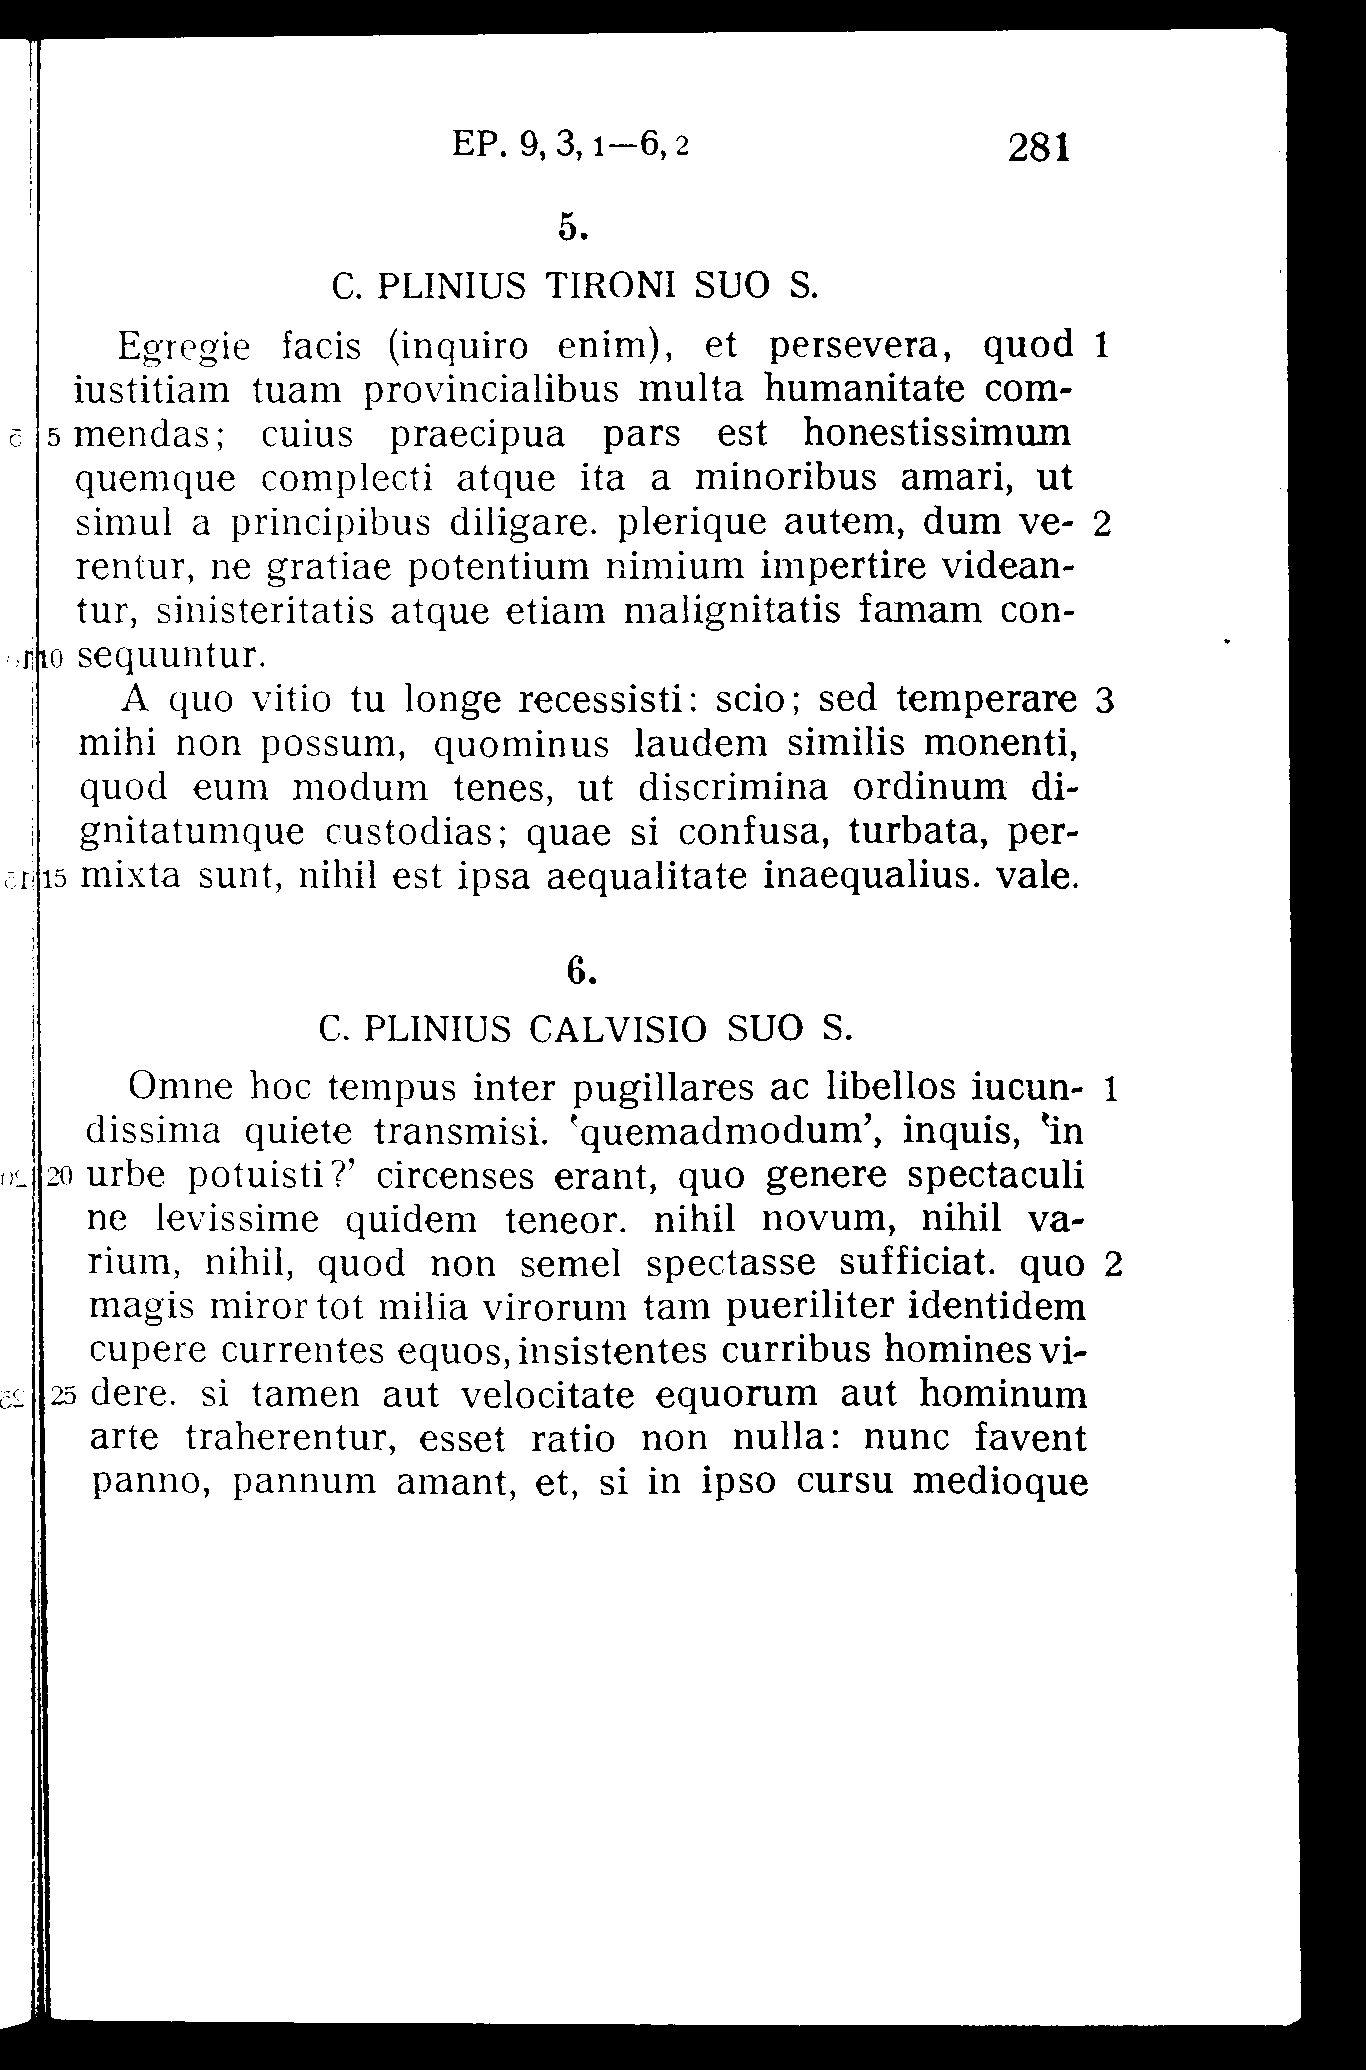 EP. 9, 3, 1—6, 2 281
5.
C. PLINIUS TIRONI SUO S.
Egregie facis (inquiro enim), et persevera, quod 1
iustitiam tuam provincialibus multa humanitate com-
5 mendas; cuius praecipua pars est honestissimum
quemque complecti atque ita a minoribus amari, ut
simul a principibus diligare. plerique autem, dum ve- 2
rentur, ne gratiae potentium nimium impertire videan-
tur, sinisteritatis atque etiam malignitatis famam con-
10 sequuntur.
A quo vitio tu longe recessisti: scio; sed temperare 3
mihi non possum, quominus laudem similis monenti,
quod eum modum tenes, ut discrimina ordinum di-
gnitatumque custodias; quae si confusa, turbata, per-
15 mixta sunt, nihil est ipsa aequalitate inaequalius. vale.
6.
C. PLINIUS CALVISIO SUO S.
Omne hoc tempus inter pugillares ac libellos iucun- 1
dissima quiete transmisi. ‘quemadmodum’, inquis, ‘in
20 urbe potuisti?’ circenses erant, quo genere spectaculi
ne levissime quidem teneor. nihil novum, nihil va-
rium, nihil, quod non semel spectasse sufficiat. quo 2
magis miror tot milia virorum tam pueriliter identidem
cupere currentes equos, insistentes curribus homines vi-
25 dere. si tamen aut velocitate equorum aut hominum
arte traherentur, esset ratio non nulla: nunc favent
panno, pannum amant, et, si in ipso cursu medioque